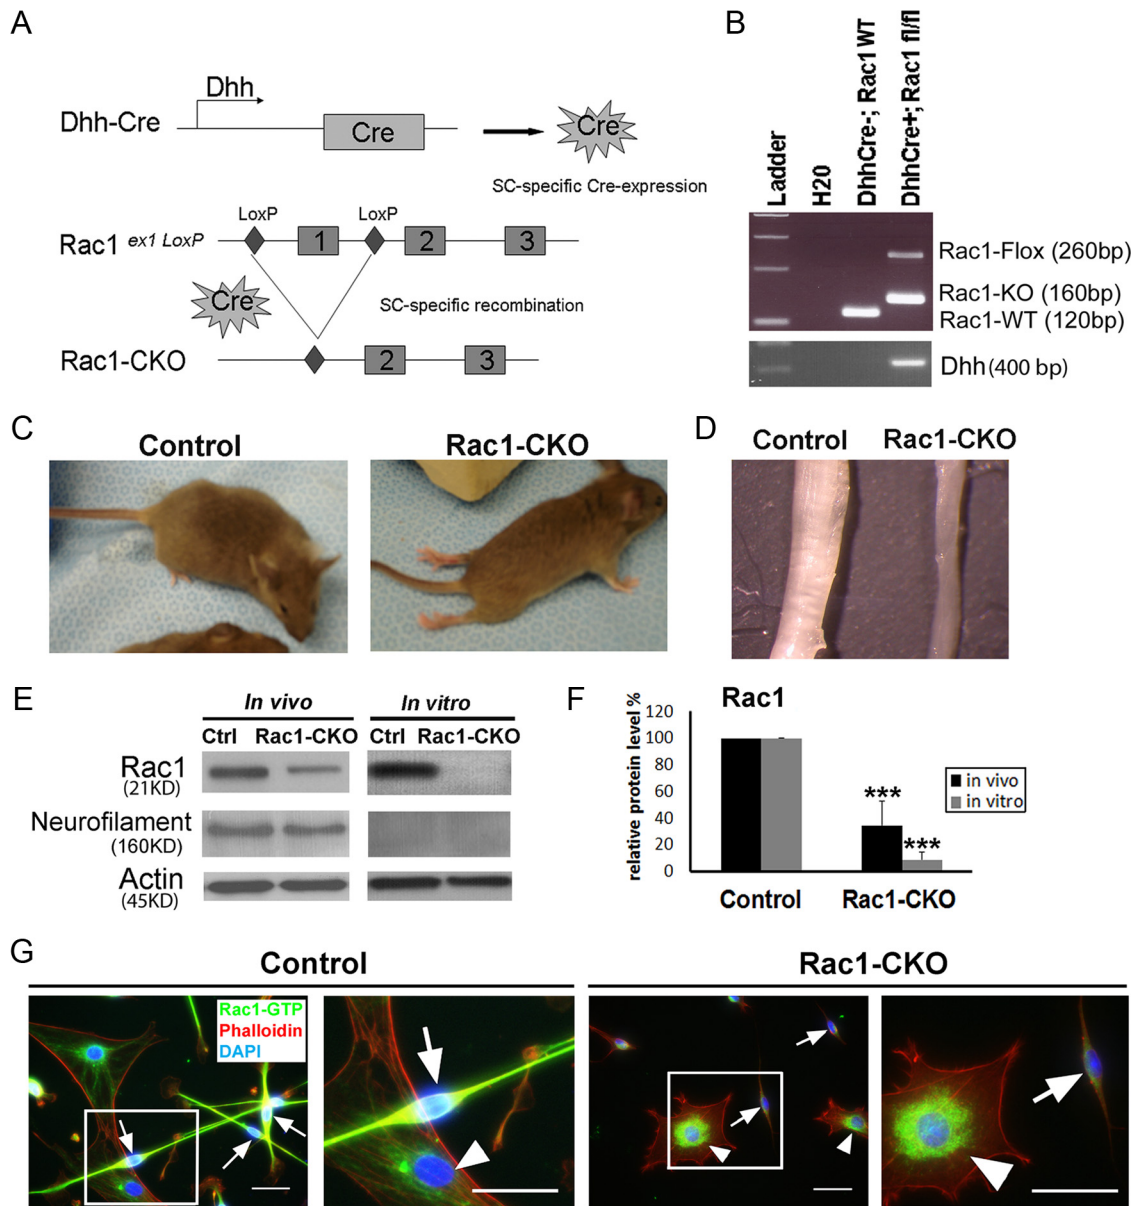 A
Dhh
Dhh-Cre
Cre
Cre
SC-specific Cre-expression
LoxP
LoxP
Rac1 ex1 LoxP
1
2
3
Cre
SC-specific recombination
Rac1-CKO
2
3
B
Ladder
H20
DhhCre-; Rac1 WT
DhhCre+; Rac1 fl/fl
Rac1-Flox (260bp)
Rac1-KO (160bp)
Rac1-WT (120bp)
Dhh (400 bp)
C
Control
Rac1-CKO
D
Control
Rac1-CKO
E
In vivo
In vitro
Ctrl Rac1-CKO
Ctrl Rac1-CKO
Rac1
(21KD)
Neurofilament
(160KD)
Actin
(45KD)
F
Rac1
relative protein level %
120
100
80
60
40
20
0
***
***
in vivo
in vitro
Control
Rac1-CKO
G
Control
Rac1-CKO
Rac1-GTP
Phalloidin
DAPI